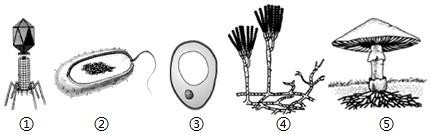 ① ② ③ ④ ⑤